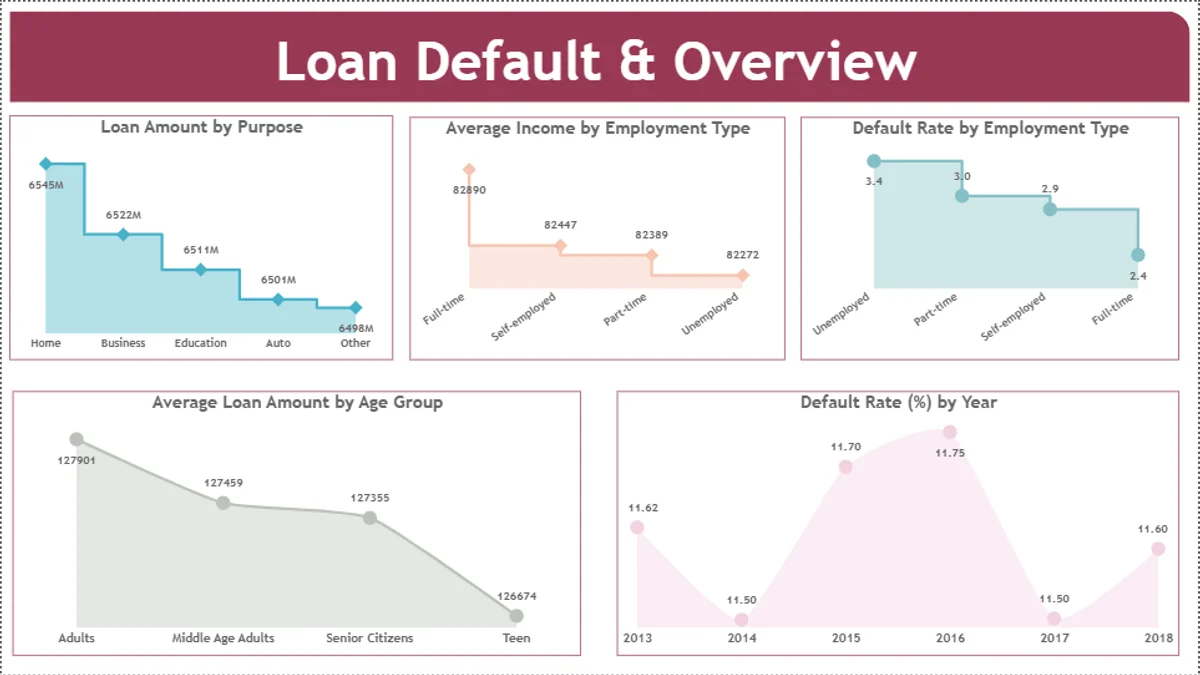 Loan Default & Overview
Loan Amount by Purpose
6545M
6522M
6511M
6501M
6498M
Home Business Education Auto Other
Average Income by Employment Type
82890
82447
82389
82272
Full-time Self-employed Part-time Unemployed
Default Rate by Employment Type
3.4
3.0
2.9
2.4
Unemployed Part-time Self-employed Full-time
Average Loan Amount by Age Group
127901
127459
127355
126674
Adults Middle Age Adults Senior Citizens Teen
Default Rate (%) by Year
11.62
11.50
11.70
11.75
11.50
11.60
2013 2014 2015 2016 2017 2018